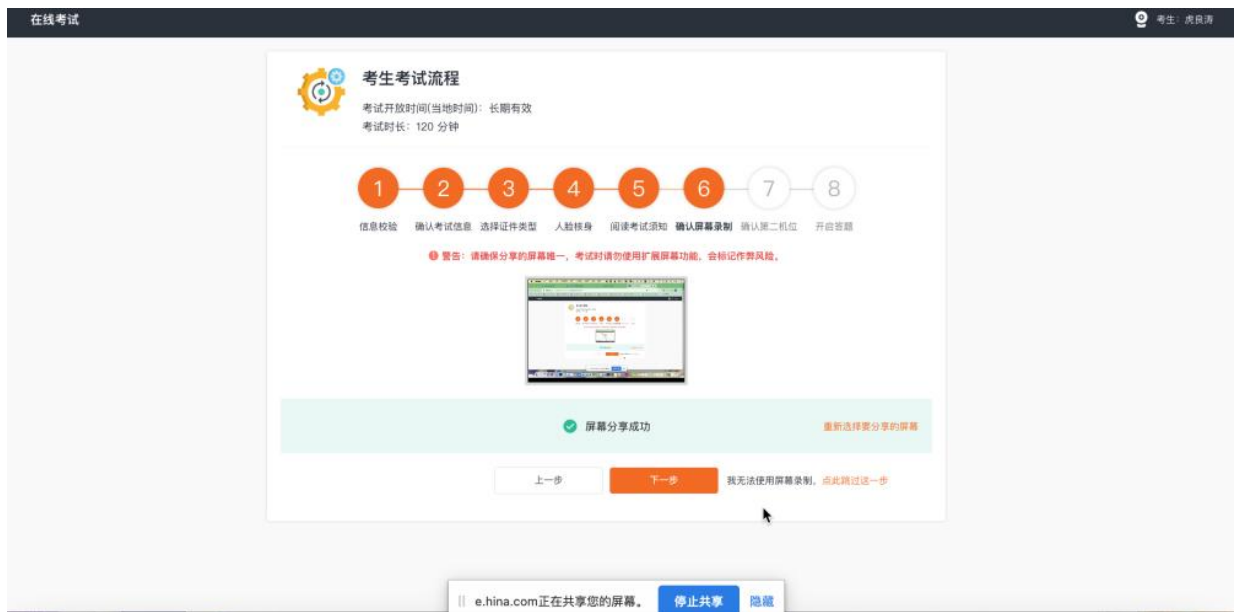 在线考试
考生：虎良涛
考生考试流程
考试开放时间(当地时间)：长期有效
考试时长：120 分钟
1 2 3 4 5 6 7 8
信息校验 确认考试信息 选择证件类型 人脸核身 阅读考试须知 确认屏幕录制 确认第二机位 开启答题
警告：请确保分享的屏幕唯一，考试时请勿使用扩展屏幕功能，会标记作弊风险。
屏幕分享成功
重新选择要分享的屏幕
上一步
下一步
我无法使用屏幕录制，点此跳过这一步
e.hina.com正在共享您的屏幕。 停止共享 隐藏